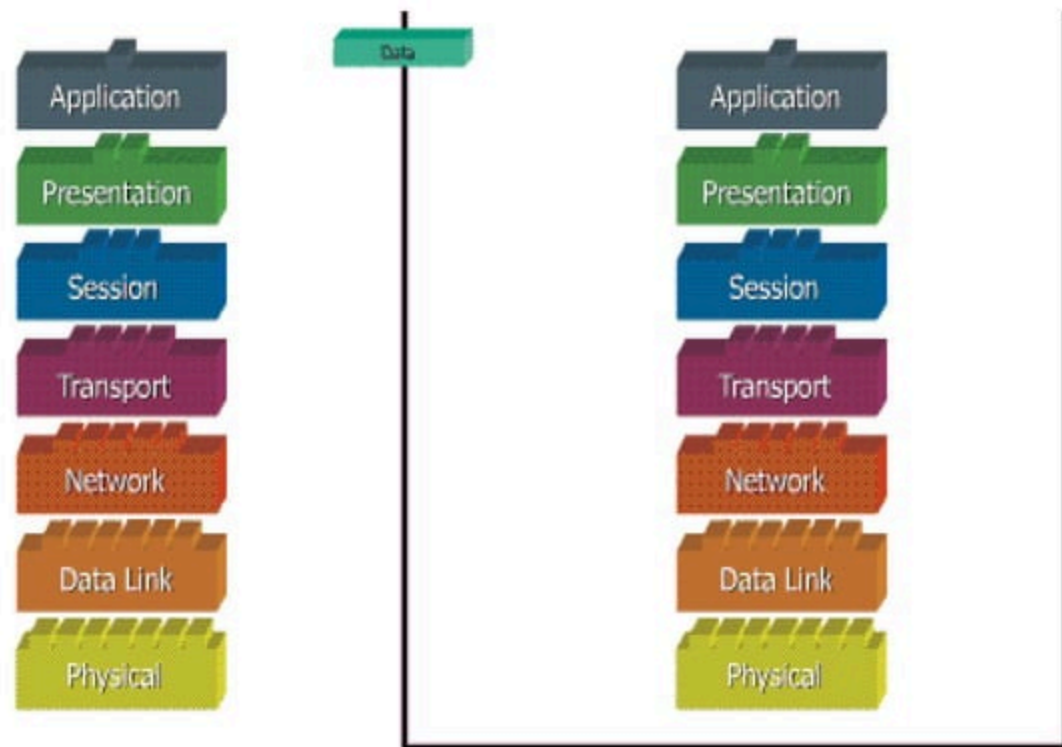 Data
Application
Presentation
Session
Transport
Network
Data Link
Physical
Application
Presentation
Session
Transport
Network
Data Link
Physical